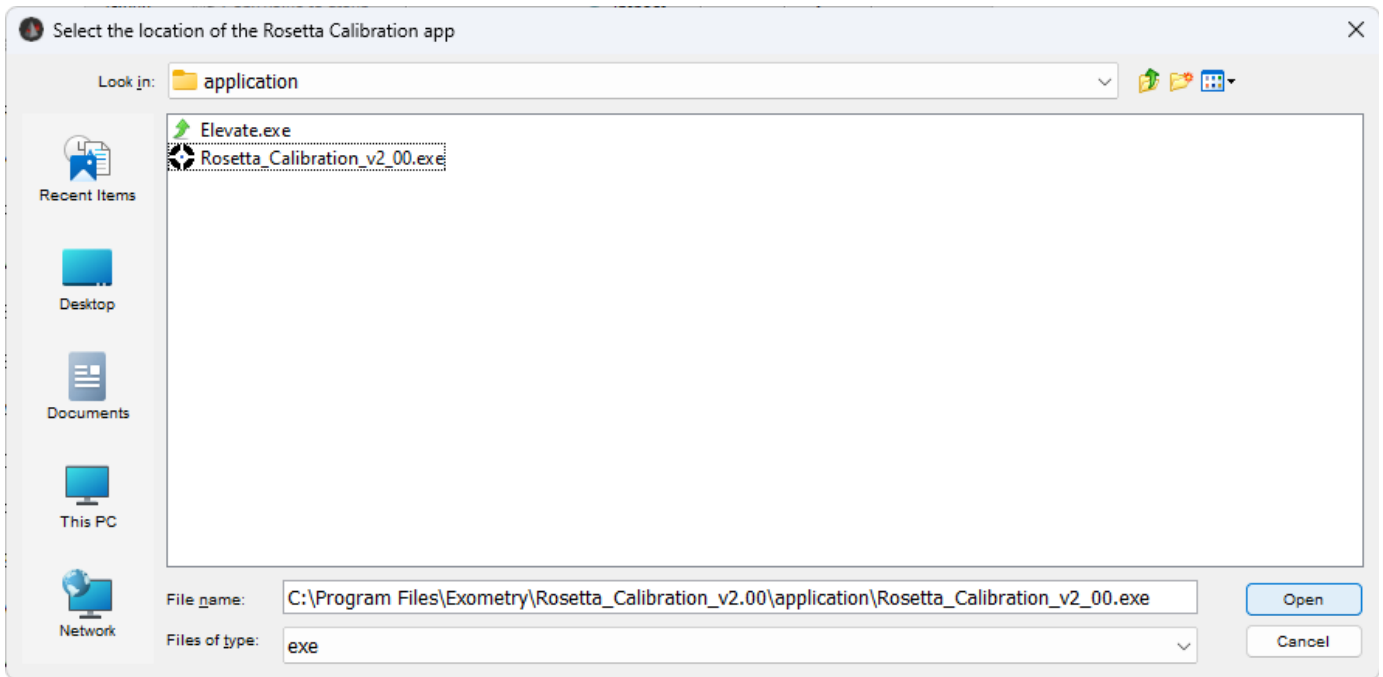 Select the location of the Rosetta Calibration app
Look in:
application
Elevate.exe
Rosetta_Calibration_v2_00.exe
Recent Items
Desktop
Documents
This PC
Network
File name:
C:\Program Files\Exometry\Rosetta_Calibration_v2.00\application\Rosetta_Calibration_v2_00.exe
Open
Files of type:
exe
Cancel